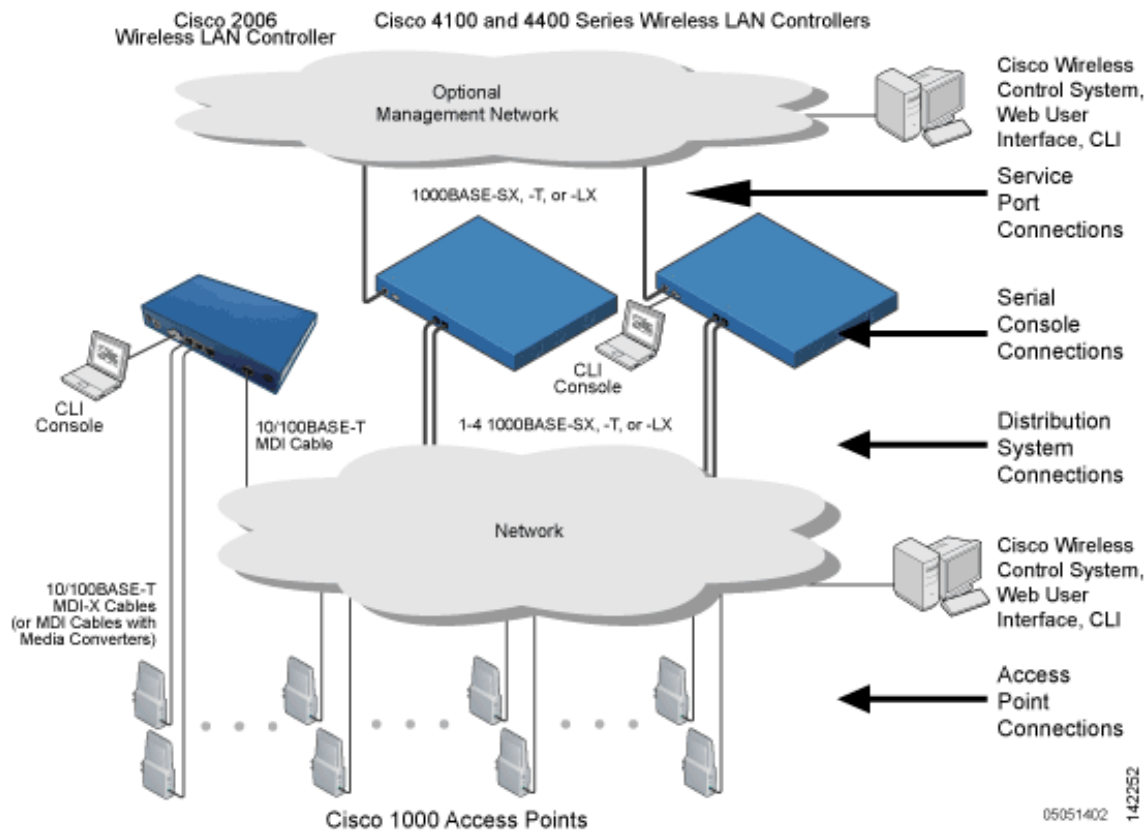 Cisco 2006
Wireless LAN Controller
Cisco 4100 and 4400 Series Wireless LAN Controllers
Optional
Management Network
Cisco Wireless
Control System,
Web User
Interface, CLI
1000BASE-SX, -T, or -LX
Service
Port
Connections
Serial
Console
Connections
CLI
Console
CLI
Console
10/100BASE-T
MDI Cable
1-4 1000BASE-SX, -T, or -LX
Distribution
System
Connections
Network
Cisco Wireless
Control System,
Web User
Interface, CLI
10/100BASE-T
MDI-X Cables
(or MDI Cables with
Media Converters)
Access
Point
Connections
Cisco 1000 Access Points
05051402
142252